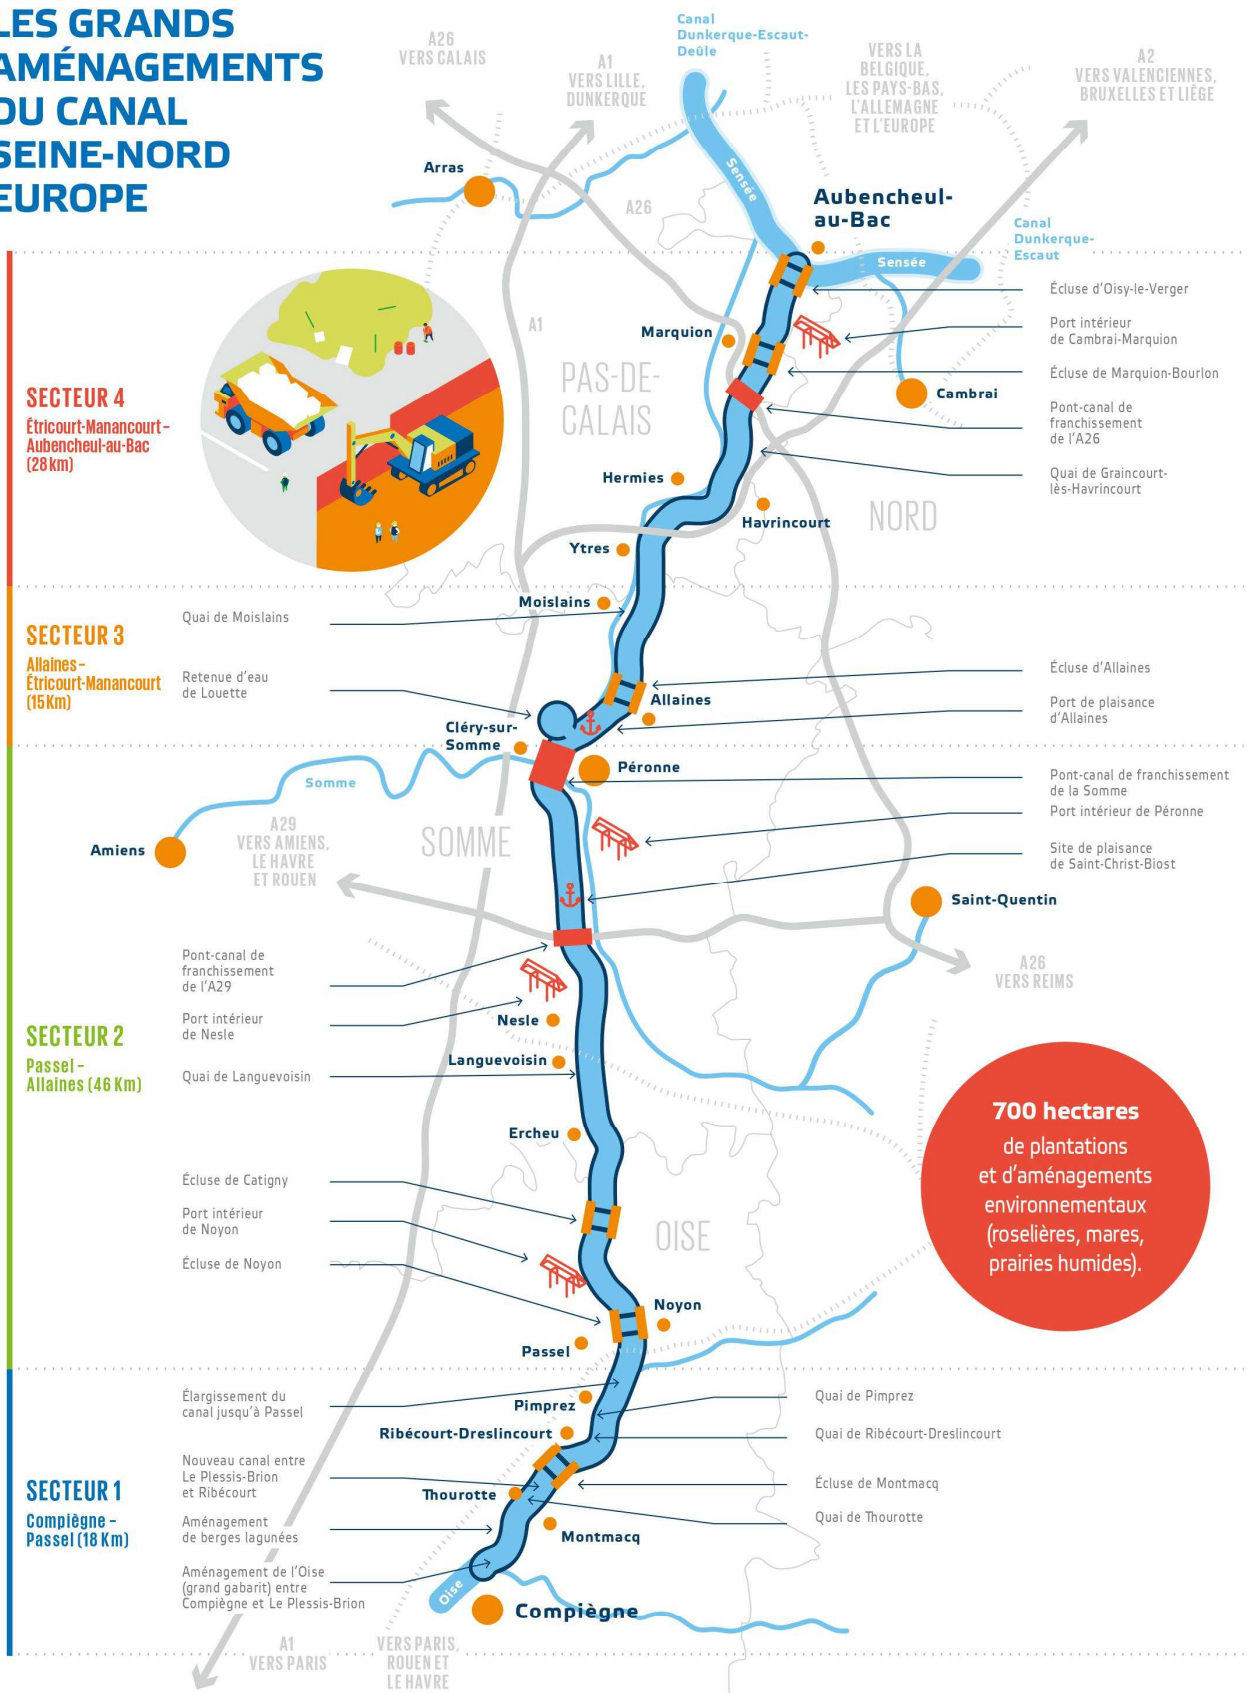 LES GRANDS
AMÉNAGEMENTS
DU CANAL
SEINE-NORD
EUROPE
A26
VERS CALAIS
A1
VERS LILLE,
DUNKERQUE
Canal
Dunkerque-Escaut-
Deûle
VERS LA
BELGIQUE,
LES PAYS-BAS,
L'ALLEMAGNE
ET L'EUROPE
A2
VERS VALENCIENNES,
BRUXELLES ET LIÈGE
Arras
A26
Sensée
Aubencheul-
au-Bac
Canal
Dunkerque-
Escaut
Sensée
SECTEUR 4
Étricourt-Manancourt –
Aubencheul-au-Bac
(28 km)
A1
Marquion
PAS-DE-
CALAIS
Cambrai
Hermies
Havrincourt
NORD
Ytres
Écluse d'Oisy-le-Verger
Port intérieur
de Cambrai-Marquion
Écluse de Marquion-Bourlon
Pont-canal de
franchissement
de l'A26
Quai de Graincourt-
lès-Havrincourt
SECTEUR 3
Allaines –
Étricourt-Manancourt
(15 Km)
Quai de Moislains
Retenue d'eau
de Louette
Moislains
Allaines
Cléry-sur-
Somme
Écluse d'Allaines
Port de plaisance
d'Allaines
Somme
Péronne
Amiens
A29
VERS AMIENS,
LE HAVRE
ET ROUEN
SOMME
Pont-canal de franchissement
de la Somme
Port intérieur de Péronne
Site de plaisance
de Saint-Christ-Biost
Saint-Quentin
A26
VERS REIMS
SECTEUR 2
Passel –
Allaines (46 Km)
Pont-canal de
franchissement
de l'A29
Port intérieur
de Nesle
Quai de Languevoisin
Nesle
Languevoisin
Ercheu
Écluse de Catigny
Port intérieur
de Noyon
Écluse de Noyon
OISE
Noyon
Passel
700 hectares
de plantations
et d'aménagements
environnementaux
(roselières, mares,
prairies humides).
SECTEUR 1
Compiègne –
Passel (18 Km)
Élargissement du
canal jusqu'à Passel
Nouveau canal entre
Le Plessis-Brion
et Ribécourt
Aménagement
de berges lagunées
Aménagement de l'Oise
(grand gabarit) entre
Compiègne et Le Plessis-Brion
Pimprez
Ribécourt-Dreslincourt
Thourotte
Montmacq
Oise
Compiègne
Quai de Pimprez
Quai de Ribécourt-Dreslincourt
Écluse de Montmacq
Quai de Thourotte
A1
VERS PARIS
VERS PARIS,
ROUEN ET
LE HAVRE